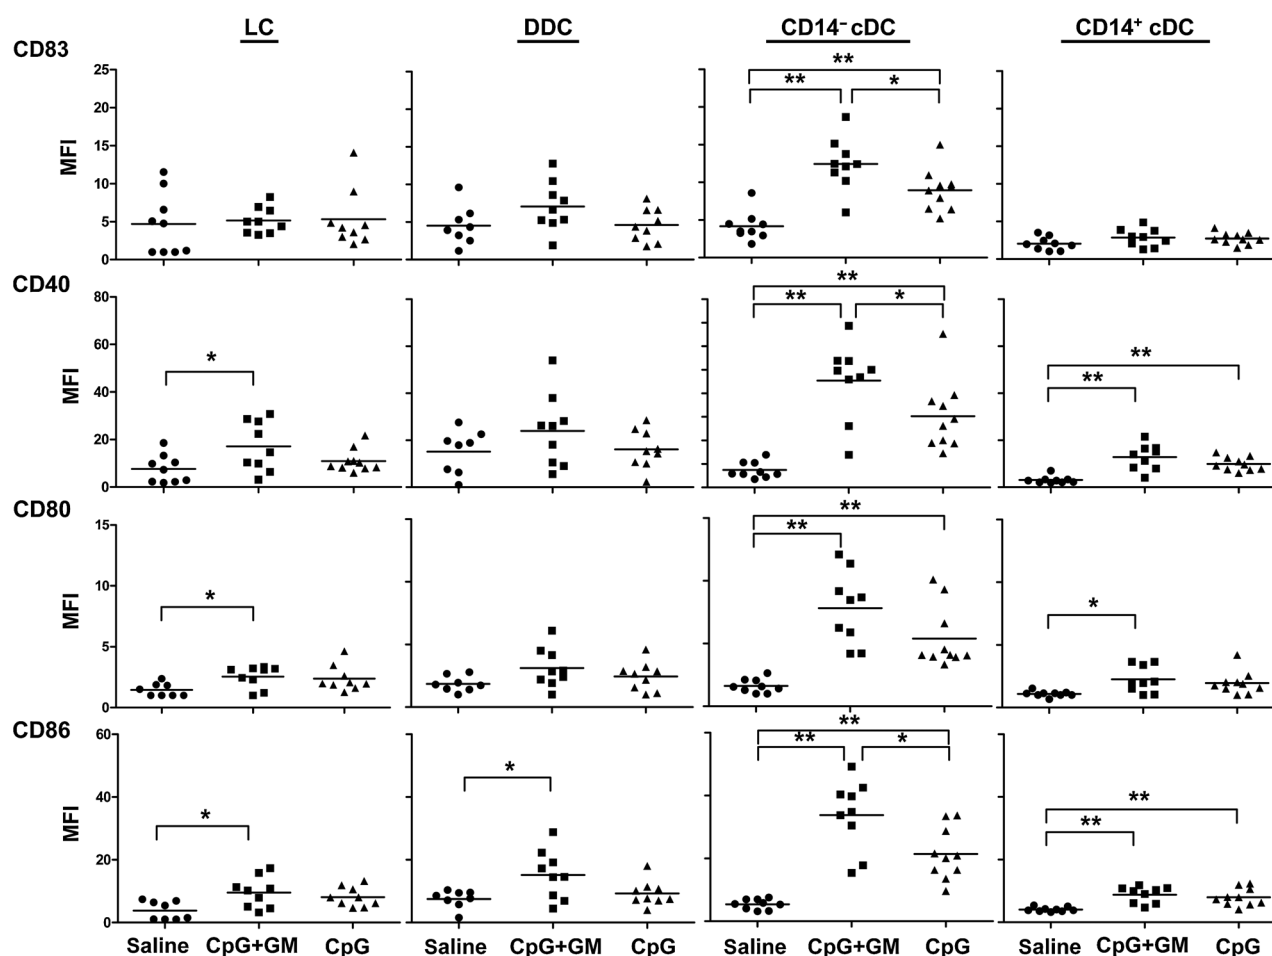 LC DDC CD14⁻ cDC CD14⁺ cDC
CD83
25
20
15
10
5
0
MFI
** ** *
CD40
80
60
40
20
0
MFI
* ** ** * ** **
CD80
15
10
5
0
MFI
* ** ** *
CD86
60
40
20
0
MFI
* * ** ** * ** **
Saline CpG+GM CpG Saline CpG+GM CpG Saline CpG+GM CpG Saline CpG+GM CpG